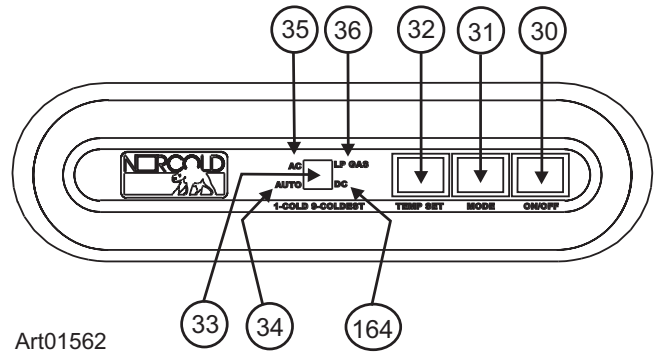 35 36 32 31 30
NORCOLD
AC LP GAS
AUTO DC
1-COLD 9-COLDEST TEMP SET MODE ON/OFF
33 34 164
Art01562